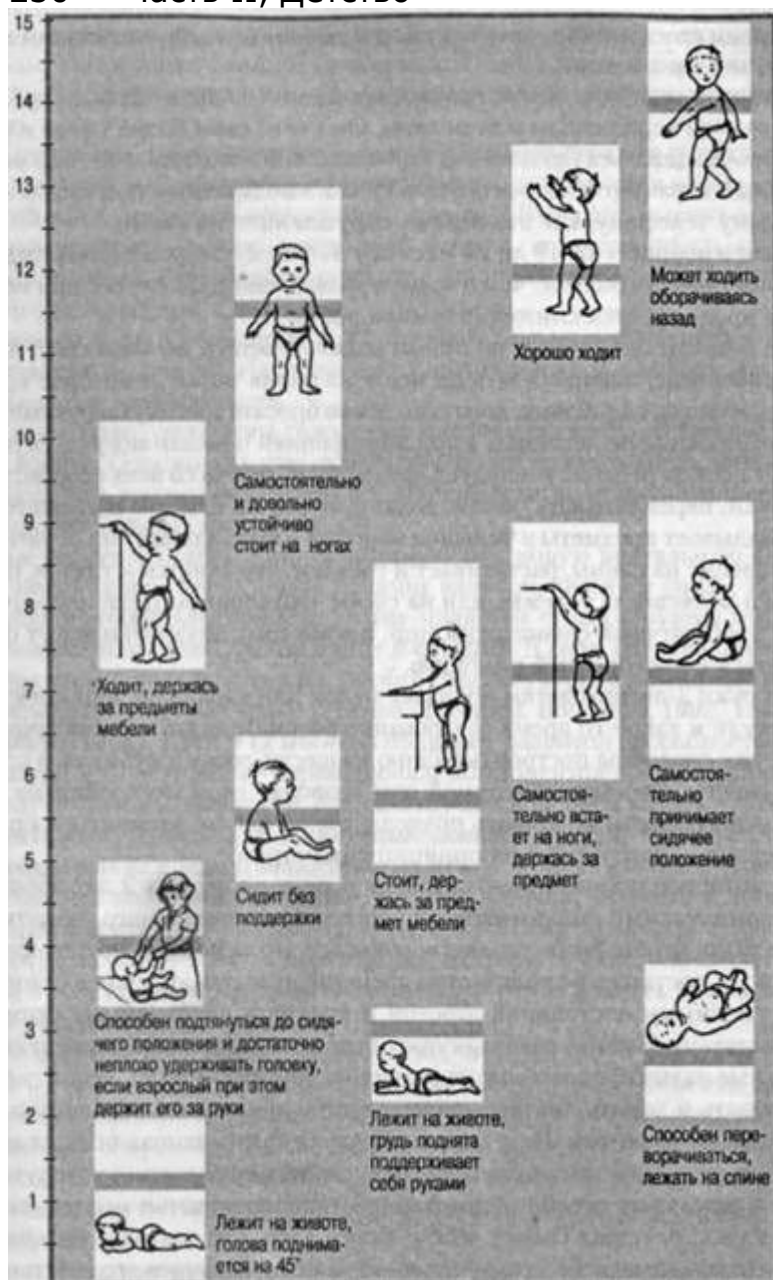 15
14
13
12
Может ходить
оборачиваясь
назад
Хорошо ходит
11
10
Самостоятельно
и довольно
устойчиво
стоит на ногах
9
8
7
Ходит, держась
за предметы
мебели
6
Самостоя-
тельно
принимает
сидячее
положение
Самостоя-
тельно вста-
ет на ноги,
держась за
предмет
5
Сидит без
поддержки
Стоит, дер-
жась за пред-
мет мебели
4
3
Способен подтянуться до сидя-
чего положения и достаточно
неплохо удерживать головку,
если взрослый при этом
держит его за руки
2
Лежит на животе,
грудь поднята
поддерживает
себя руками
Способен пере-
ворачиваться,
лежать на спине
1
Лежит на животе,
голова поднима-
ется на 45°